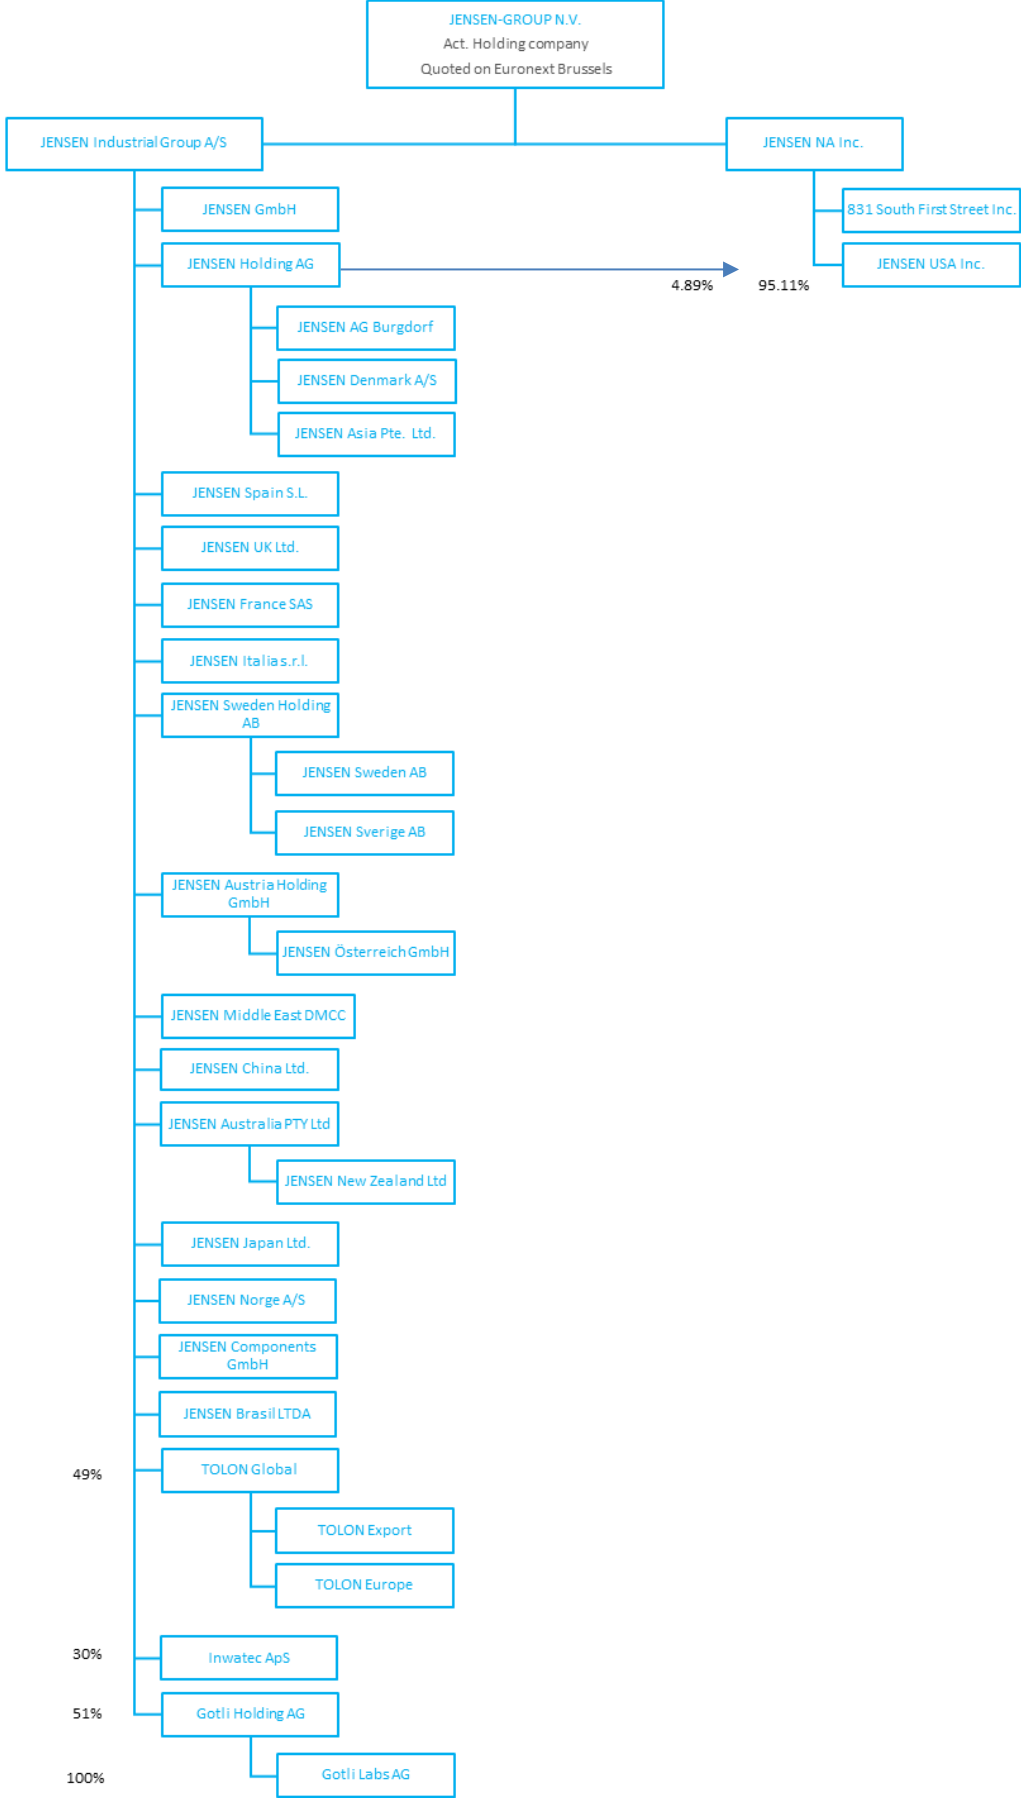 JENSEN-GROUP N.V.
Act. Holding company
Quoted on Euronext Brussels
JENSEN Industrial Group A/S
JENSEN NA Inc.
JENSEN GmbH
831 South First Street Inc.
JENSEN Holding AG
JENSEN USA Inc.
4.89% 95.11%
JENSEN AG Burgdorf
JENSEN Denmark A/S
JENSEN Asia Pte. Ltd.
JENSEN Spain S.L.
JENSEN UK Ltd.
JENSEN France SAS
JENSEN Italia s.r.l.
JENSEN Sweden Holding
AB
JENSEN Sweden AB
JENSEN Sverige AB
JENSEN Austria Holding
GmbH
JENSEN Österreich GmbH
JENSEN Middle East DMCC
JENSEN China Ltd.
JENSEN Australia PTY Ltd
JENSEN New Zealand Ltd
JENSEN Japan Ltd.
JENSEN Norge A/S
JENSEN Components
GmbH
JENSEN Brasil LTDA
49% TOLON Global
TOLON Export
TOLON Europe
30% Inwatec ApS
51% Gotli Holding AG
100% Gotli Labs AG